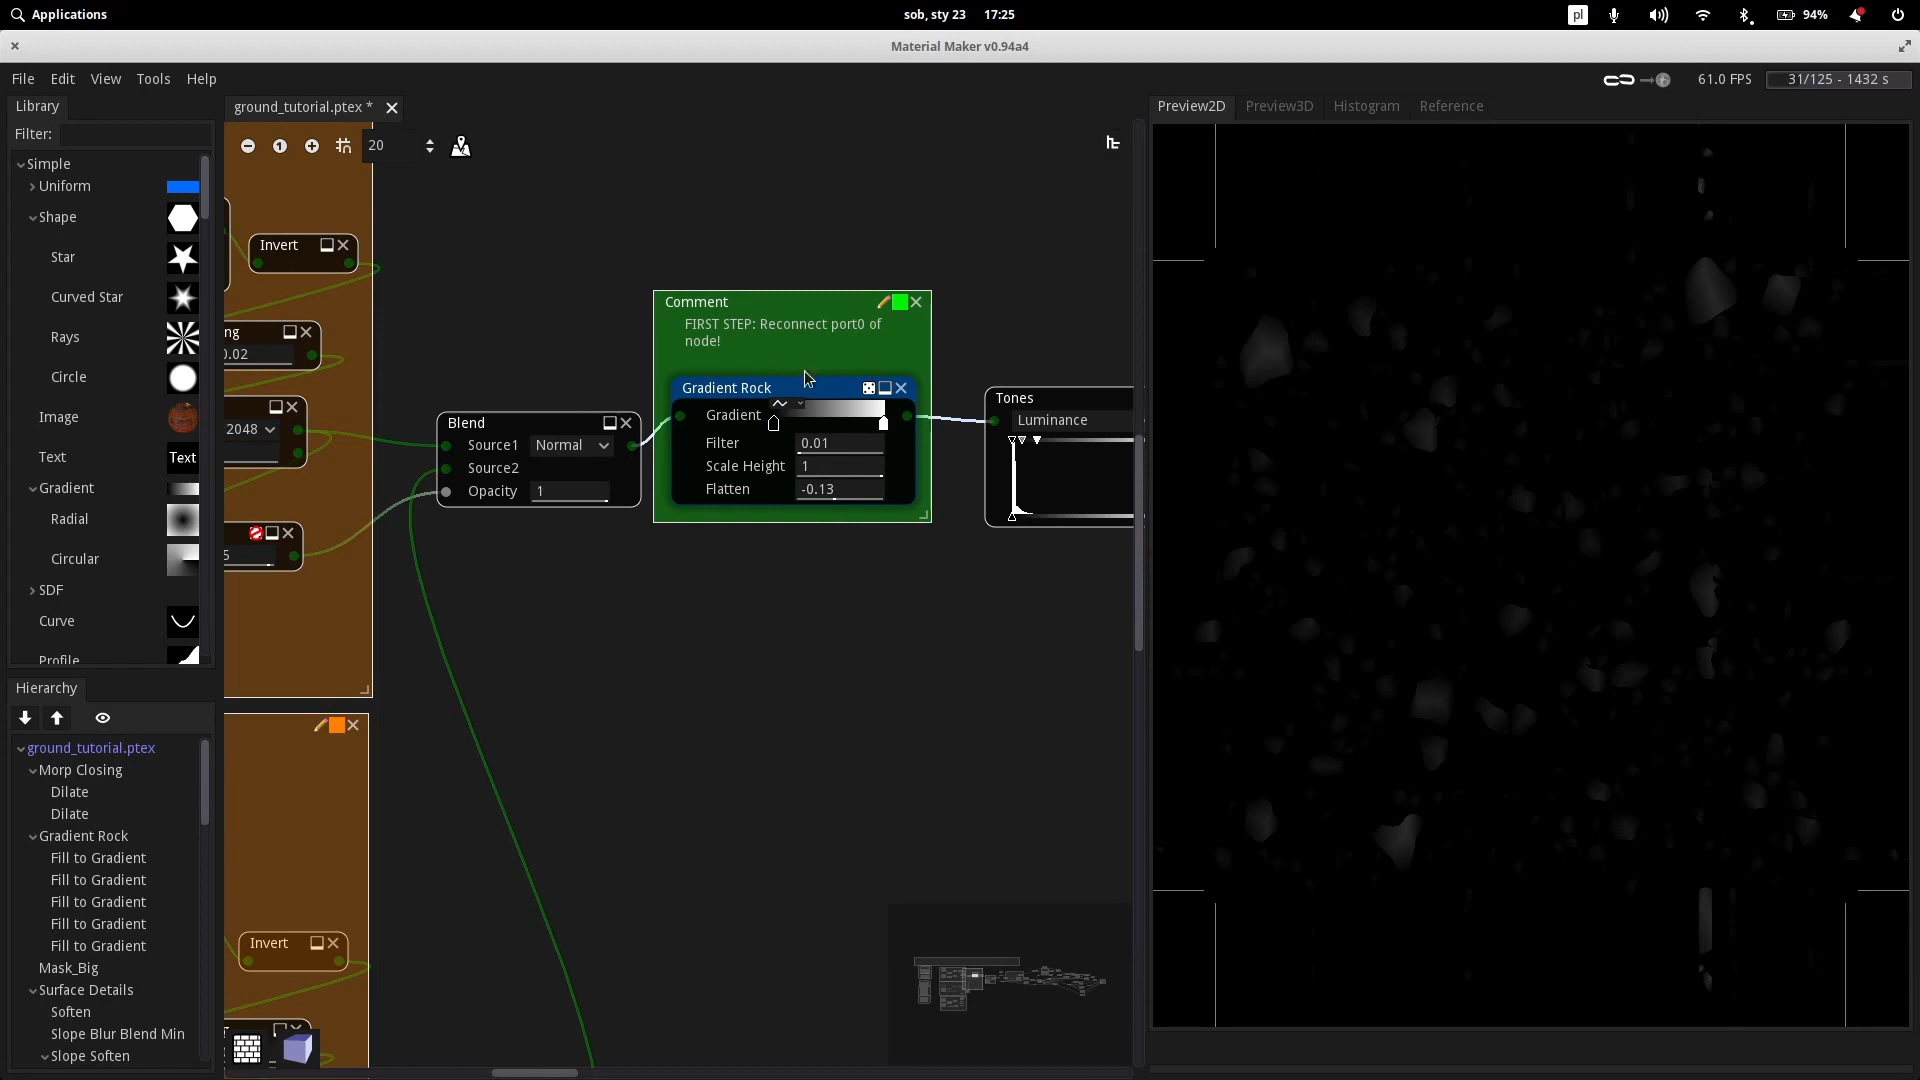 Applications
sob, sty 23 17:25
pl
94%
Material Maker v0.94a4
File Edit View Tools Help
61.0 FPS
31/125 - 1432 s
Library
Filter:
Simple
Uniform
Shape
Star
Curved Star
Rays
Circle
Image
Text
Text
Gradient
Radial
Circular
SDF
Curve
Profile
Hierarchy
ground_tutorial.ptex
Morp Closing
Dilate
Dilate
Gradient Rock
Fill to Gradient
Fill to Gradient
Fill to Gradient
Fill to Gradient
Fill to Gradient
Mask_Big
Surface Details
Soften
Slope Blur Blend Min
Slope Soften
ground_tutorial.ptex *
1
20
Invert
ng
0.02
2048
5
Invert
Blend
Source1 Normal
Source2
Opacity 1
Comment
FIRST STEP: Reconnect port0 of
node!
Gradient Rock
Gradient
Filter 0.01
Scale Height 1
Flatten -0.13
Tones
Luminance
Preview2D Preview3D Histogram Reference